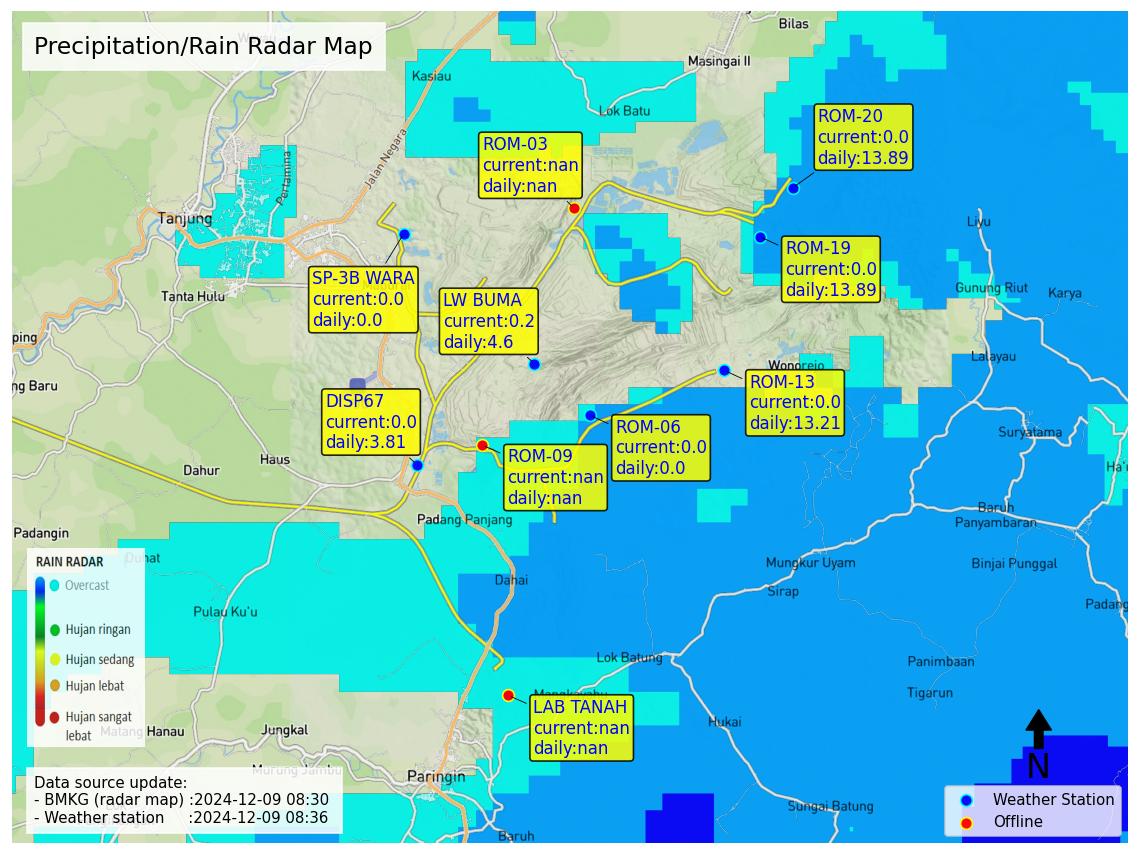 Precipitation/Rain Radar Map
Bilas
Masingai II
Kasiau
Lok Batu
ROM-20
current:0.0
daily:13.89
ROM-03
current:nan
daily:nan
Jalan Negara
Pertamina
Tanjung
Liyu
ROM-19
current:0.0
daily:13.89
SP-3B WARA
current:0.0
daily:0.0
Tanta Hulu
LW BUMA
current:0.2
daily:4.6
Gunung Riut
Karya
ping
Lalayau
Wonorejo
ng Baru
ROM-13
current:0.0
daily:13.21
DISP67
current:0.0
daily:3.81
ROM-06
current:0.0
daily:0.0
Suryatama
ROM-09
current:nan
daily:nan
Haus
Dahur
Ha'u
Baruh
Panyambaran
Padang Panjang
Padangin
Duhat
Mungkur Uyam
Binjai Punggal
RAIN RADAR
Overcast
Hujan ringan
Hujan sedang
Hujan lebat
Hujan sangat
lebat
Dahai
Sirap
Padang
Pulau Ku'u
Lok Batung
Panimbaan
Tigarun
LAB TANAH
current:nan
daily:nan
Hukai
Matang Hanau
Jungkal
Murung Jambu
Paringin
N
Data source update:
- BMKG (radar map) :2024-12-09 08:30
- Weather station :2024-12-09 08:36
Weather Station
Offline
Sungai Batung
Baruh